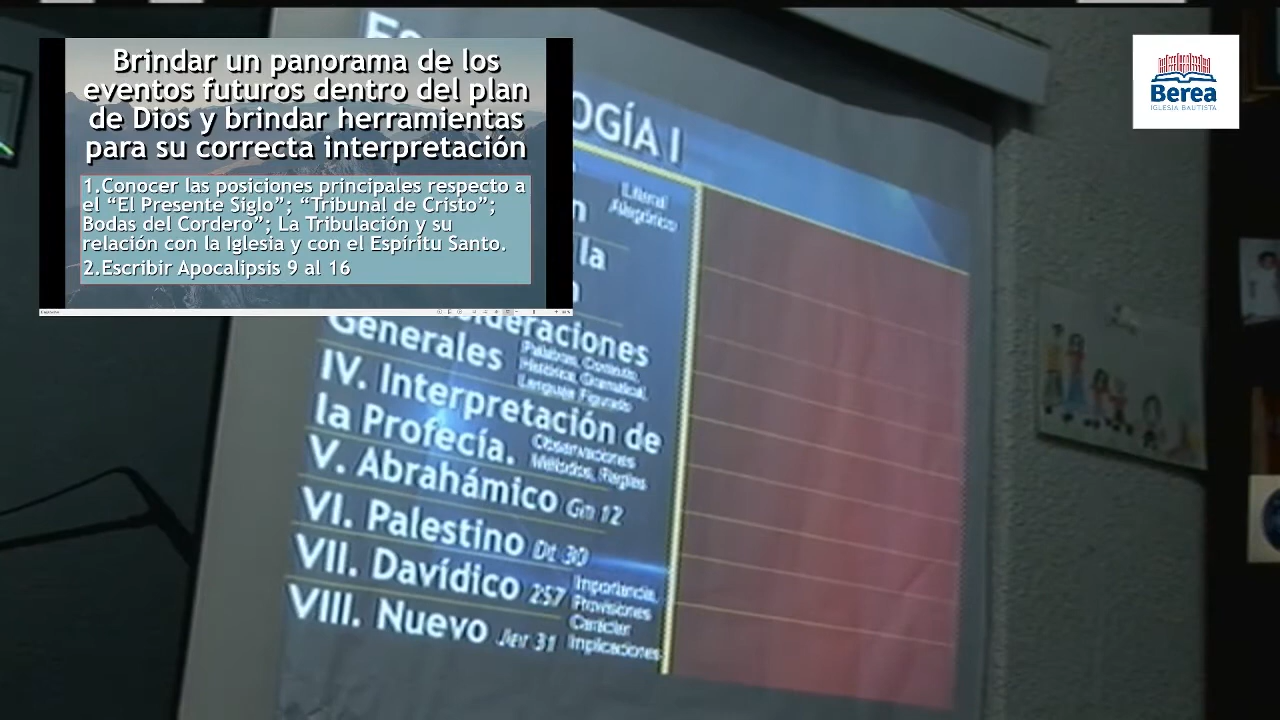 Brindar un panorama de los
eventos futuros dentro del plan
de Dios y brindar herramientas
para su correcta interpretación
1.Conocer las posiciones principales respecto a
el “El Presente Siglo”; “Tribunal de Cristo”;
Bodas del Cordero”; La Tribulación y su
relación con la Iglesia y con el Espíritu Santo.
2.Escribir Apocalipsis 9 al 16
Berea
IGLESIA BAUTISTA
OGÍA I
Literal
Alegórico
la
deraciones
Generales
Palabras, Contexto,
Histórica, Gramatical,
Lenguaje Figurado
IV. Interpretación de
la Profecía.
Observaciones
Métodos, Reglas
V. Abrahámico Gn 12
VI. Palestino Dt 30
VII. Davídico 2S7
VIII. Nuevo Jer 31
Importancia,
Provisiones
Carácter
Implicaciones